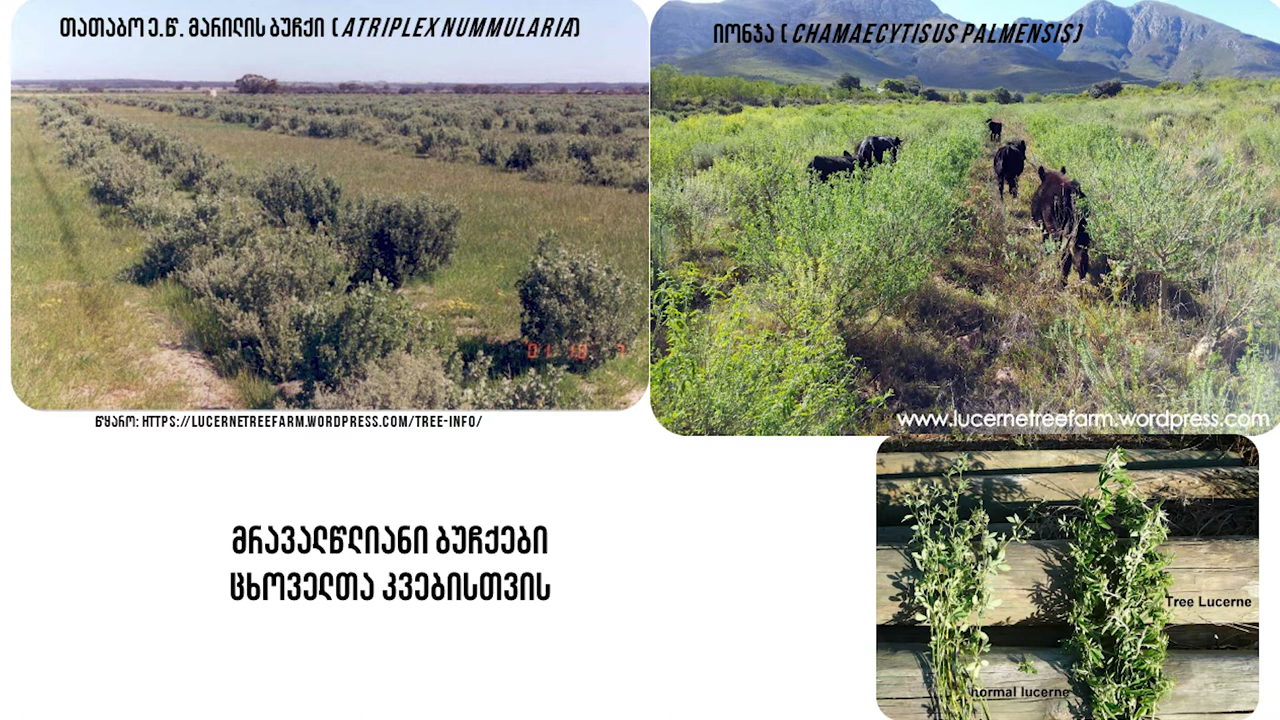 თათაბო ე.წ. მარილის ბუჩქი (ATRIPLEX NUMMULARIA)
იონჯა ( CHAMAECYTISUS PALMENSIS)
www.lucernetreefarm.wordpress.com
წყარო: HTTPS://LUCERNETREEFARM.WORDPRESS.COM/TREE-INFO/
მრავალწლიანი ბუჩქები
ცხოველთა კვებისთვის
Tree Lucerne
normal lucerne